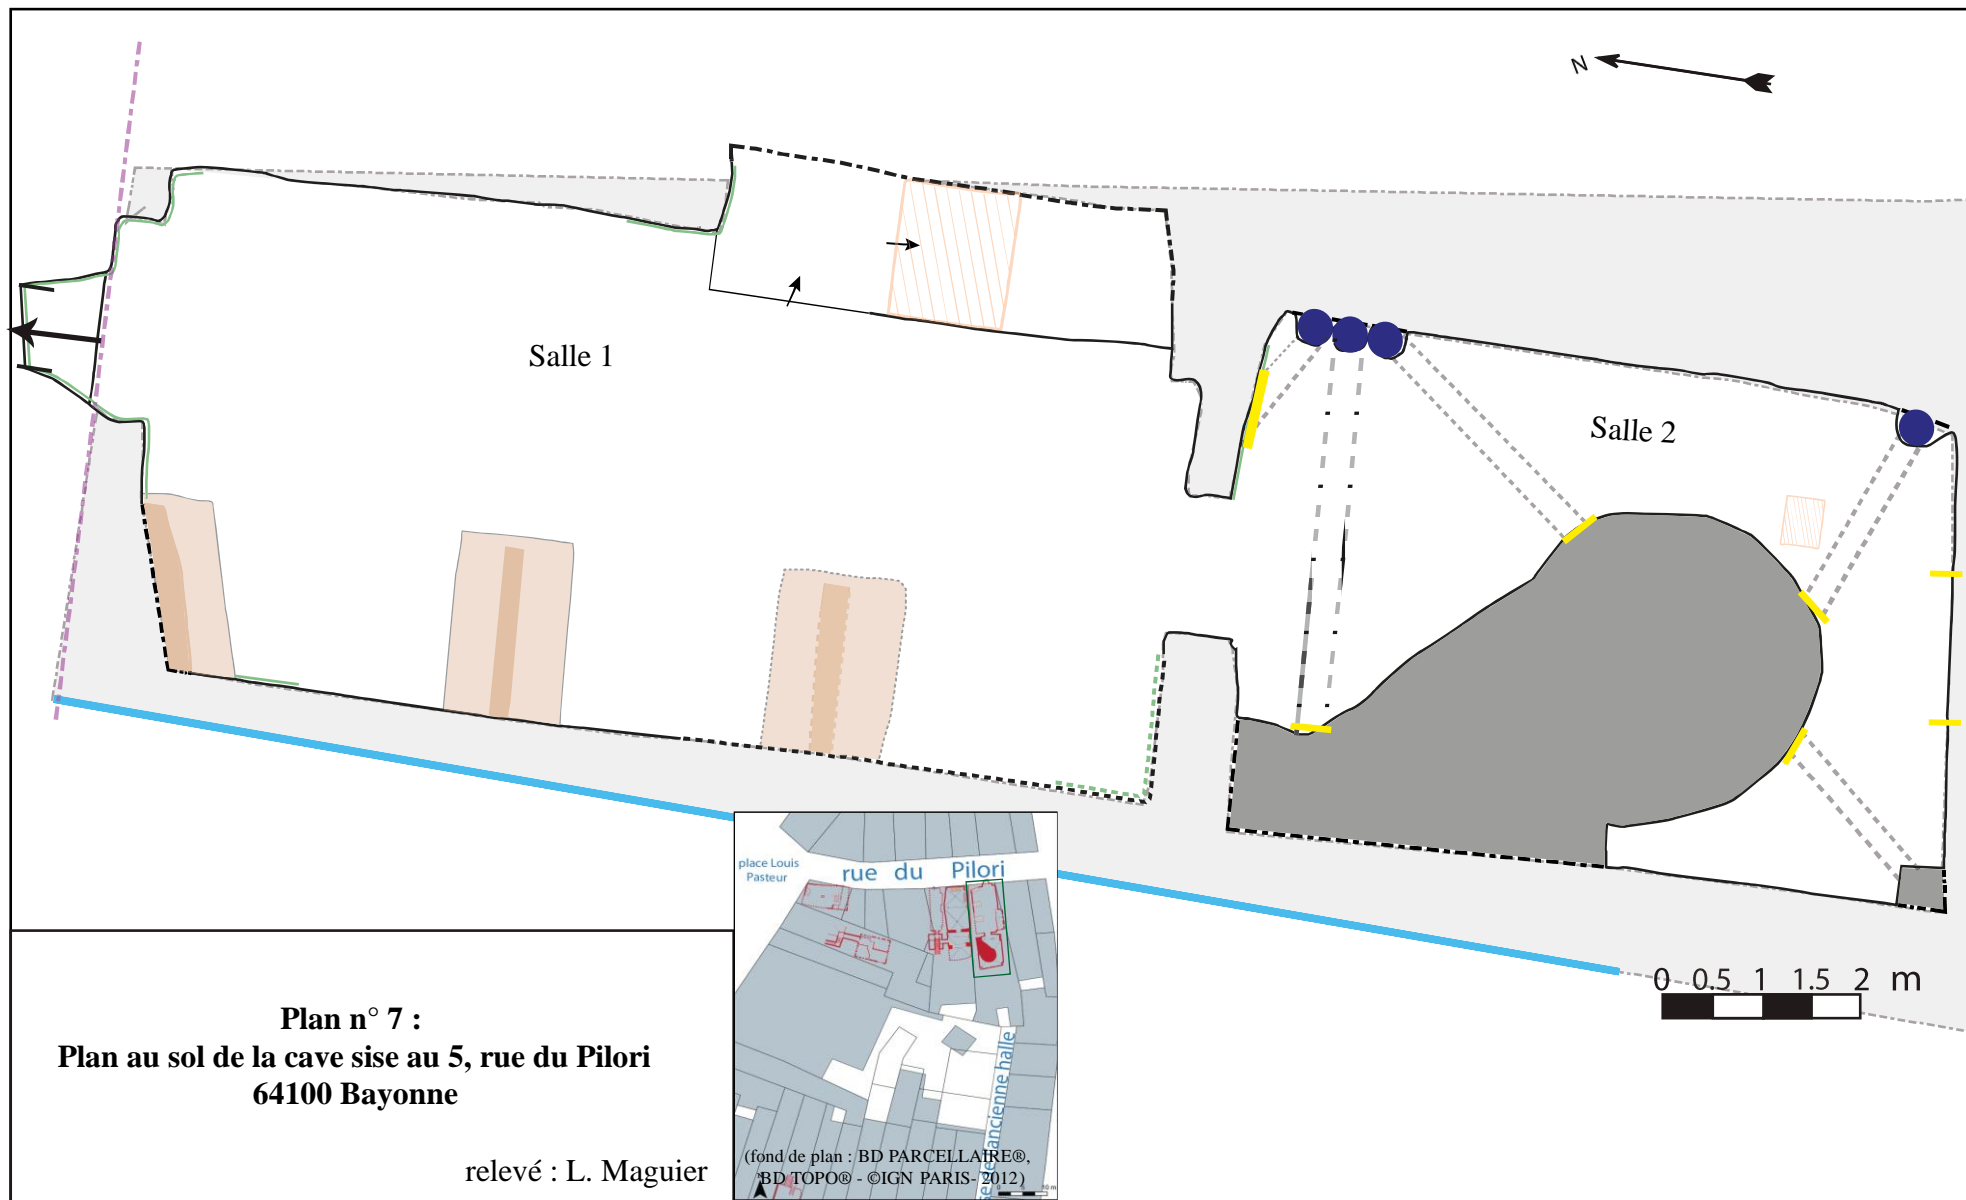 N
Salle 1
Salle 2
0 0.5 1 1.5 2 m
place Louis
Pasteur
rue du Pilori
ancienne halle
(fond de plan : BD PARCELLAIRE®,
BD TOPO® - ©IGN PARIS- 2012)
Plan n° 7 :
Plan au sol de la cave sise au 5, rue du Pilori
64100 Bayonne
relevé : L. Maguier